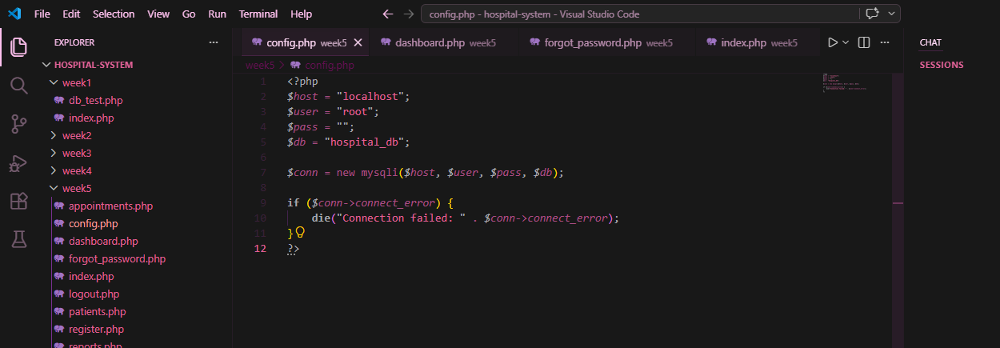 File Edit Selection View Go Run Terminal Help
config.php - hospital-system - Visual Studio Code
EXPLORER
HOSPITAL-SYSTEM
week1
db_test.php
index.php
week2
week3
week4
week5
appointments.php
config.php
dashboard.php
forgot_password.php
index.php
logout.php
patients.php
register.php
reports.php
config.php week5 dashboard.php week5 forgot_password.php week5 index.php week5
week5 > config.php
1 <?php
2 $host = "localhost";
3 $user = "root";
4 $pass = "";
5 $db = "hospital_db";
6
7 $conn = new mysqli($host, $user, $pass, $db);
8
9 if ($conn->connect_error) {
10     die("Connection failed: " . $conn->connect_error);
11 }
12 ?>
CHAT
SESSIONS